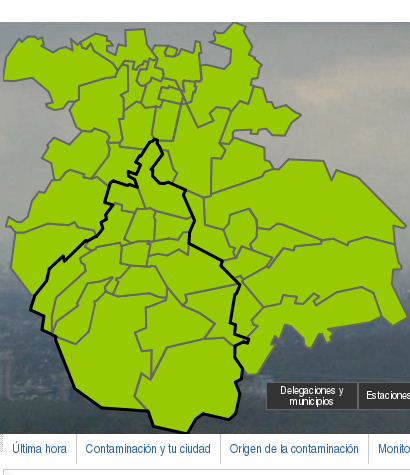 Delegaciones y
municipios
Estaciones
Última hora
Contaminación y tu ciudad
Origen de la contaminación
Monito